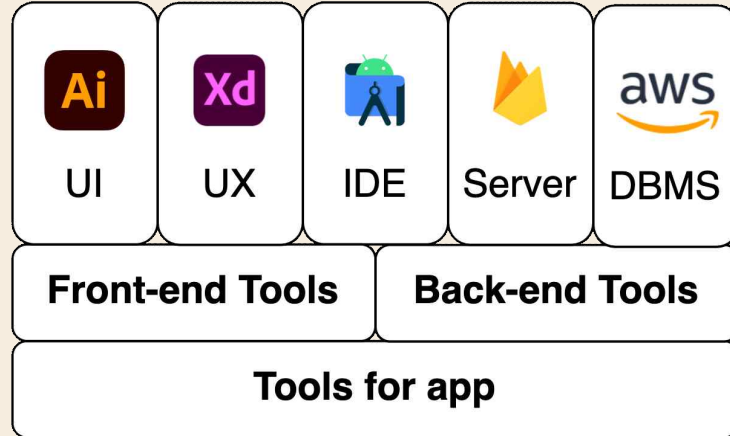 Ai
Xd
aws
UI
UX
IDE
Server
DBMS
Front-end Tools
Back-end Tools
Tools for app